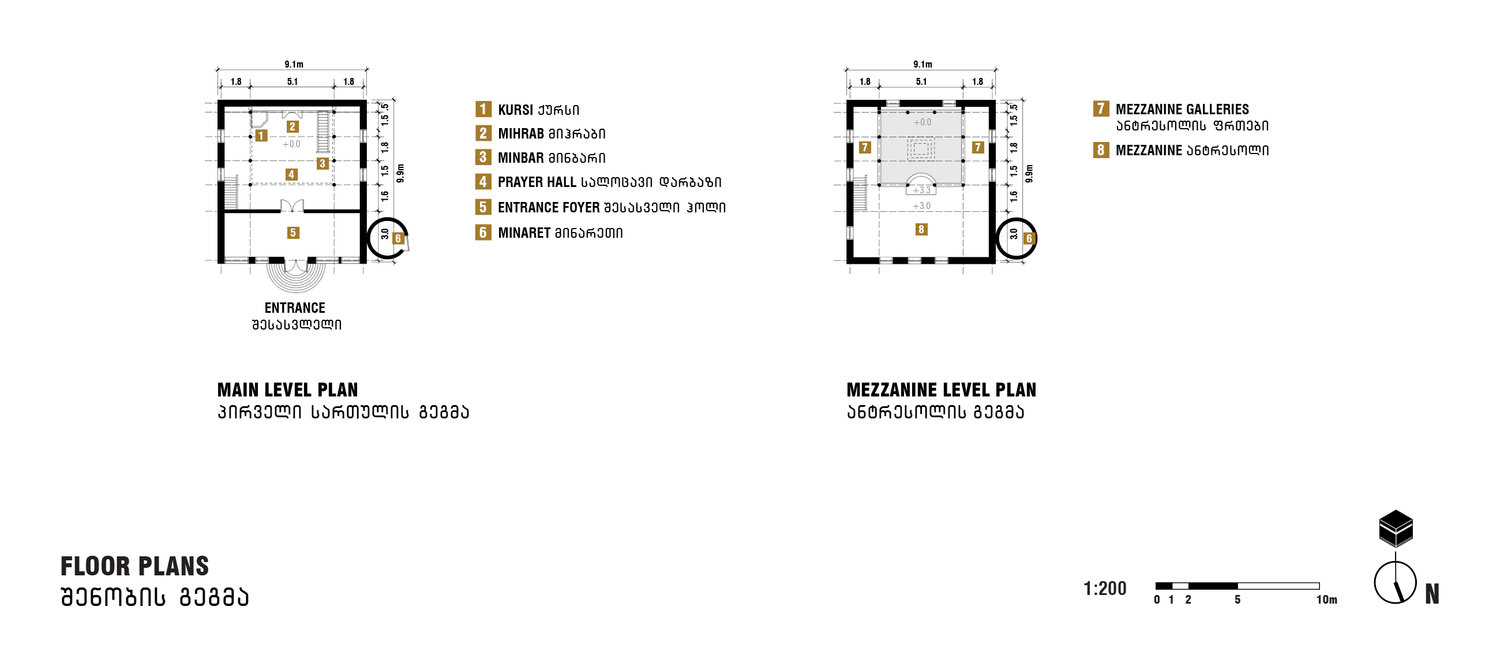 9.1m
1.8 5.1 1.8
.5
1.5
1.8
1.5
1.6
3.0
9.9m
1
2
+0.0
3
4
5
6
ENTRANCE
შესასვლელი
1 KURSI ქურსი
2 MIHRAB მიჰრაბი
3 MINBAR მინბარი
4 PRAYER HALL სალოცავი დარბაზი
5 ENTRANCE FOYER შესასველი ჰოლი
6 MINARET მინარეთი
MAIN LEVEL PLAN
პირველი სართულის გეგმა
9.1m
1.8 5.1 1.8
.5
1.5
1.8
1.5
1.6
3.0
9.9m
+0.0
7
7
+3.3
+3.0
8
6
7 MEZZANINE GALLERIES
ანტრესოლის ფრთები
8 MEZZANINE ანტრესოლი
MEZZANINE LEVEL PLAN
ანტრესოლის გეგმა
FLOOR PLANS
შენობის გეგმა
1:200
0 1 2 5 10m
N